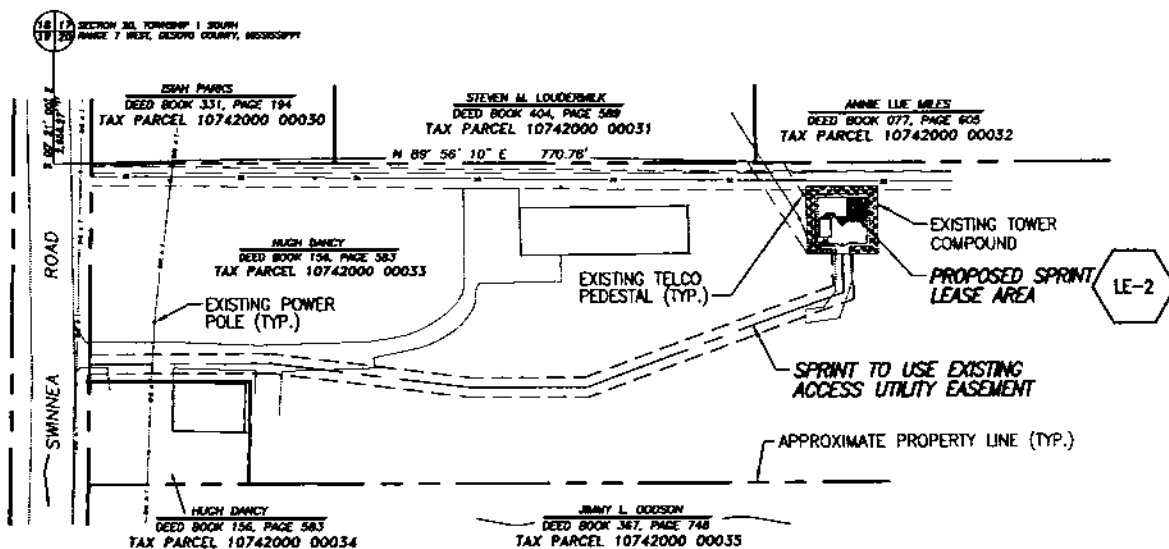 18 17
19 20
SECTION 20, TOWNSHIP 1 SOUTH
RANGE 7 WEST, DESOTO COUNTY, MISSISSIPPI
ISIAH PARKS
DEED BOOK 331, PAGE 194
TAX PARCEL 10742000 00030
STEVEN M. LOUDERMILK
DEED BOOK 404, PAGE 589
TAX PARCEL 10742000 00031
ANNIE LUE MILES
DEED BOOK 077, PAGE 605
TAX PARCEL 10742000 00032
N 89° 56' 10" E 770.76'
HUGH DANCY
DEED BOOK 156, PAGE 583
TAX PARCEL 10742000 00033
EXISTING POWER
POLE (TYP.)
EXISTING TELCO
PEDESTAL (TYP.)
EXISTING TOWER
COMPOUND
PROPOSED SPRINT
LEASE AREA
LE-2
SPRINT TO USE EXISTING
ACCESS UTILITY EASEMENT
APPROXIMATE PROPERTY LINE (TYP.)
SWINNEA ROAD
HUGH DANCY
DEED BOOK 156, PAGE 583
TAX PARCEL 10742000 00034
JIMMY L. DODSON
DEED BOOK 367, PAGE 748
TAX PARCEL 10742000 00035